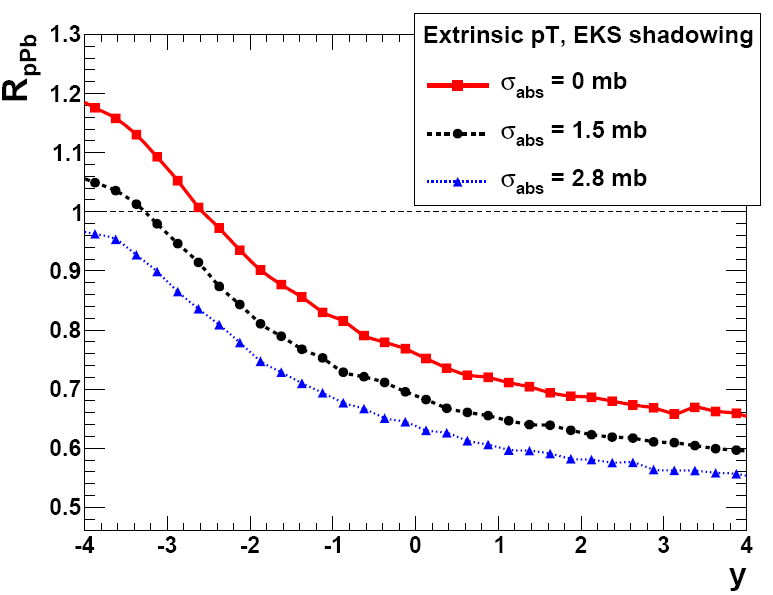 Extrinsic pT, EKS shadowing
σabs = 0 mb
σabs = 1.5 mb
σabs = 2.8 mb
RpPb
1.3
1.2
1.1
1
0.9
0.8
0.7
0.6
0.5
-4 -3 -2 -1 0 1 2 3 4
y